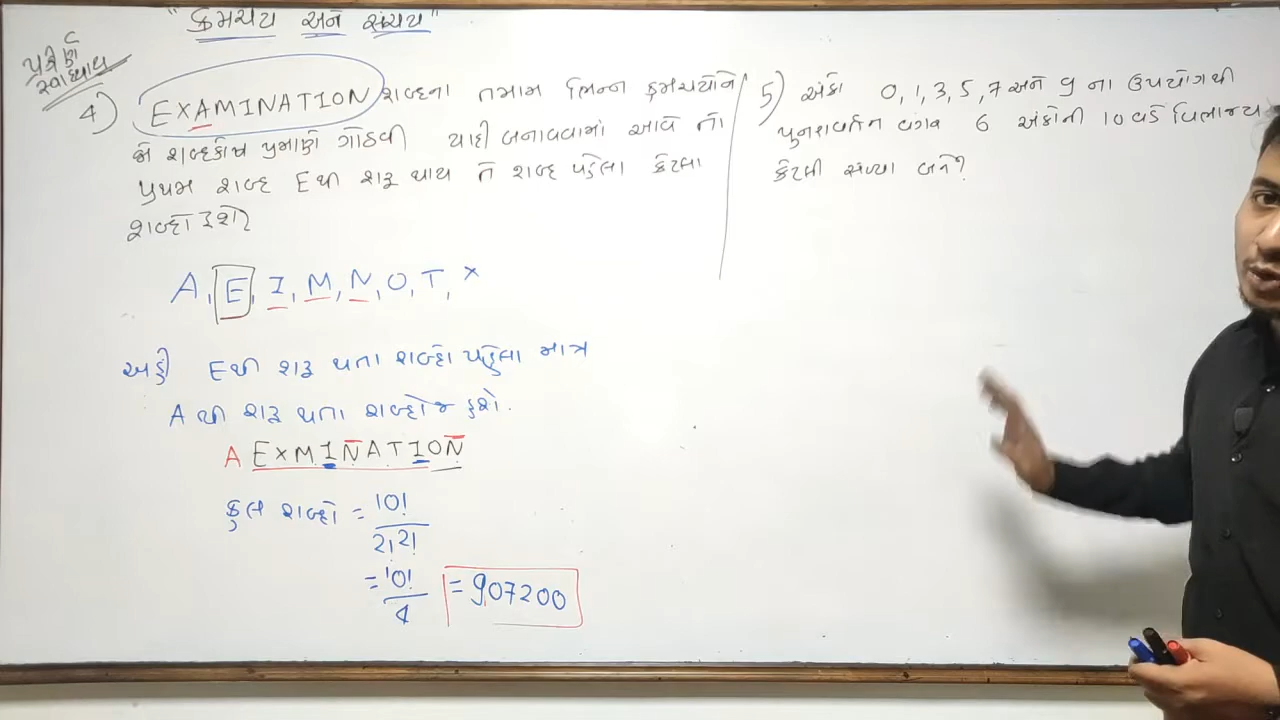 "ક્રમચય અને સંચય"
પ્રકીર્ણ
સ્વાધ્યાય
4) EXAMINATION શબ્દના તમામ ભિન્ન ક્રમચયોને
જો શબ્દકોષ પ્રમાણે ગોઠવી યાદી બનાવવામાં આવે તો
પ્રથમ શબ્દ E થી શરૂ થાય તે શબ્દ પહેલા કેટલા
શબ્દો હશે?
A, E, I, M, N, O, T, X
અહીં E થી શરૂ થતા શબ્દો પહેલા માત્ર
A થી શરૂ થતા શબ્દો જ હશે.
A EXMINATION
કુલ શબ્દો = 10!/2!2!
= 10!/4 = 907200
5) અંકો 0, 1, 3, 5, 7 અને 9 ના ઉપયોગથી
પુનરાવર્તન વગર 6 અંકોની 10 વડે વિભાજ્ય
કેટલી સંખ્યા બને?